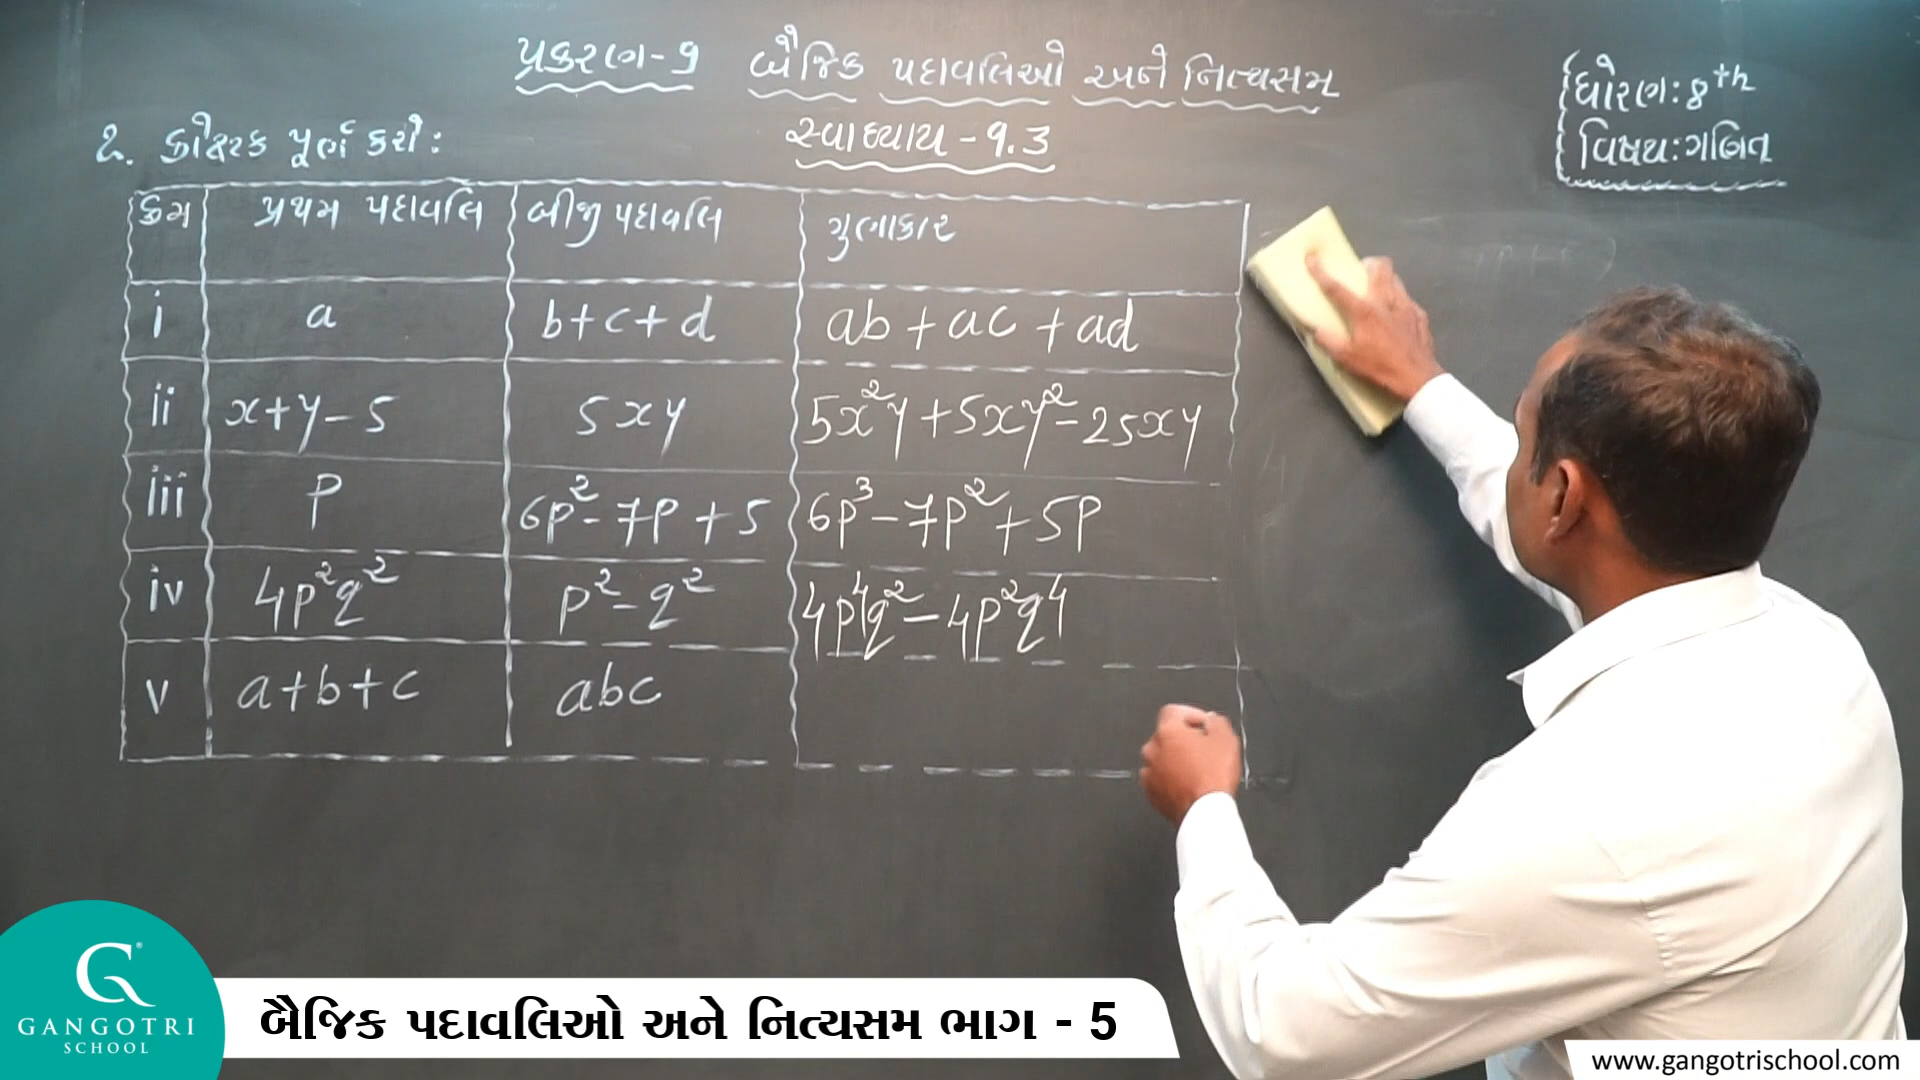 પ્રકરણ-9 બૈજિક પદાવલિઓ અને નિત્યસમ
ધોરણ: 8th
વિષય: ગણિત
સ્વાધ્યાય - 9.3
2. કોષ્ટક પૂર્ણ કરો :
ક્રમ પ્રથમ પદાવલિ બીજી પદાવલિ ગુણાકાર
i a b+c+d ab + ac + ad
ii x+y-5 5xy 5x²y + 5xy² - 25xy
iii p 6p² - 7p + 5 6p³ - 7p² + 5p
iv 4p²q² p² - q² 4p⁴q² - 4p²q⁴
v a+b+c abc
GANGOTRI
SCHOOL
બૈજિક પદાવલિઓ અને નિત્યસમ ભાગ - 5
www.gangotrischool.com